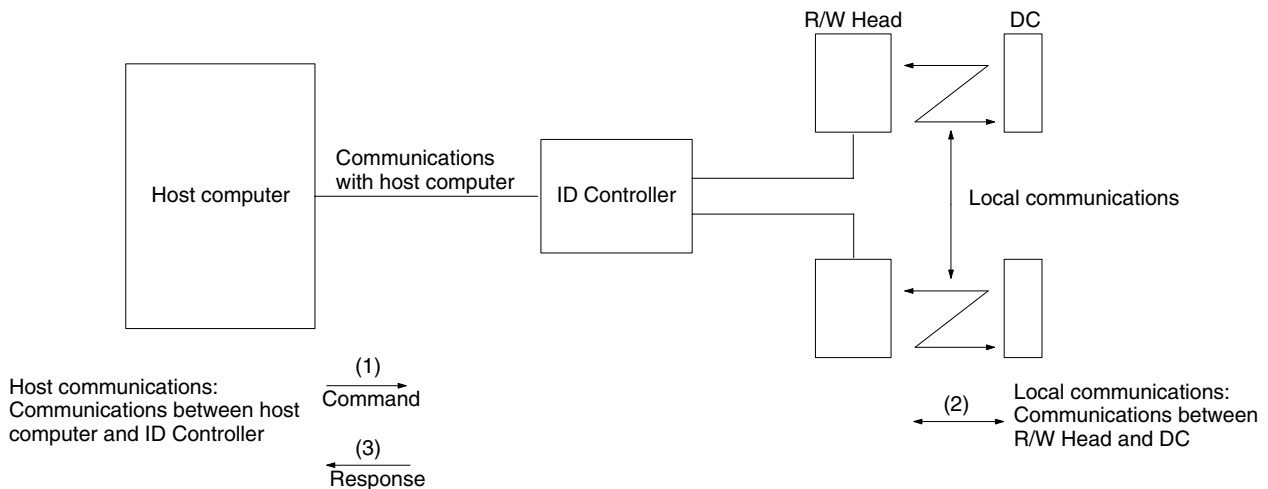 R/W Head
DC
Host computer
Communications
with host computer
ID Controller
Local communications
Host communications:
Communications between host
computer and ID Controller
(1)
Command
(3)
Response
(2)
Local communications:
Communications between
R/W Head and DC